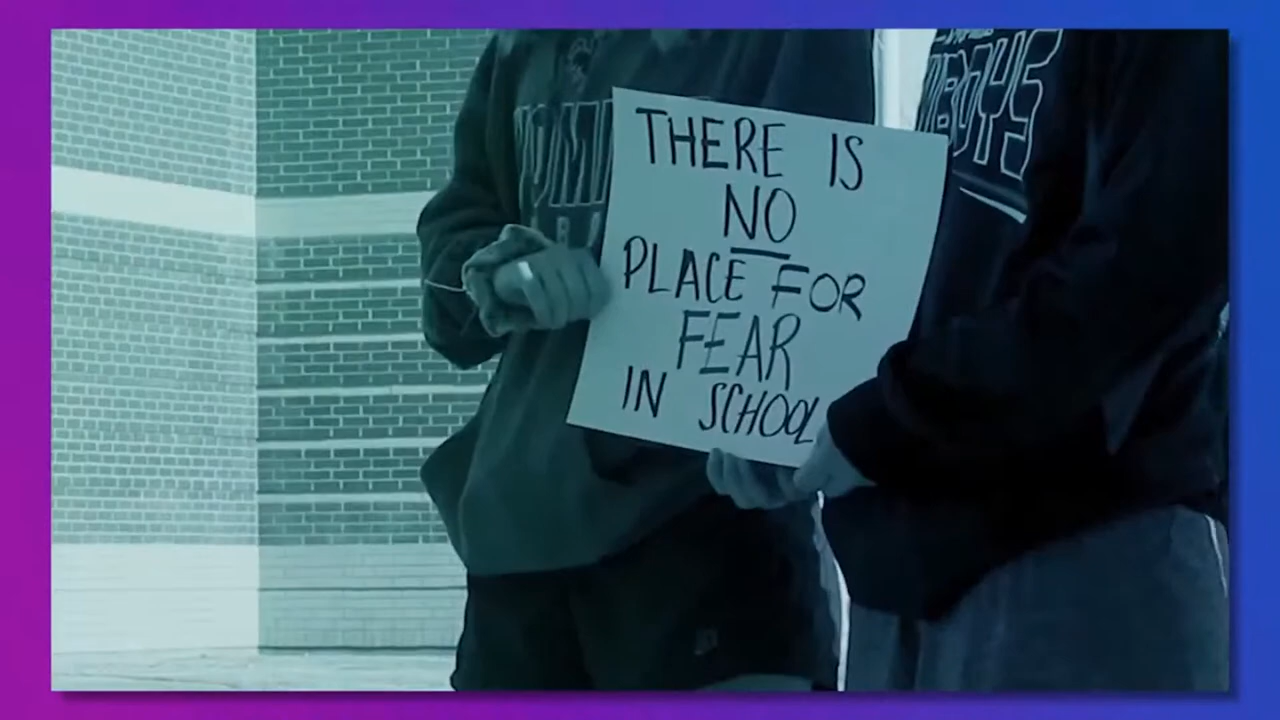 THERE IS
NO
PLACE FOR
FEAR
IN SCHOOL